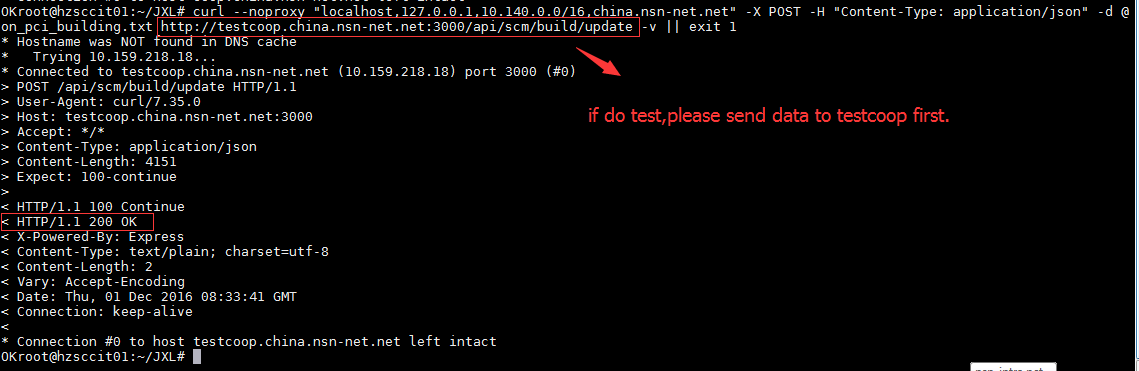 OKroot@hzsccit01:~/JXL# curl --noproxy "localhost,127.0.0.1,10.140.0.0/16,china.nsn-net.net" -X POST -H "Content-Type: application/json" -d @
on_pci_building.txt http://testcoop.china.nsn-net.net:3000/api/scm/build/update -v || exit 1
* Hostname was NOT found in DNS cache
*   Trying 10.159.218.18...
* Connected to testcoop.china.nsn-net.net (10.159.218.18) port 3000 (#0)
> POST /api/scm/build/update HTTP/1.1
> User-Agent: curl/7.35.0
> Host: testcoop.china.nsn-net.net:3000
> Accept: */*
> Content-Type: application/json
> Content-Length: 4151
> Expect: 100-continue
>
< HTTP/1.1 100 Continue
< HTTP/1.1 200 OK
< X-Powered-By: Express
< Content-Type: text/plain; charset=utf-8
< Content-Length: 2
< Vary: Accept-Encoding
< Date: Thu, 01 Dec 2016 08:33:41 GMT
< Connection: keep-alive
<
* Connection #0 to host testcoop.china.nsn-net.net left intact
OKroot@hzsccit01:~/JXL#
if do test,please send data to testcoop first.